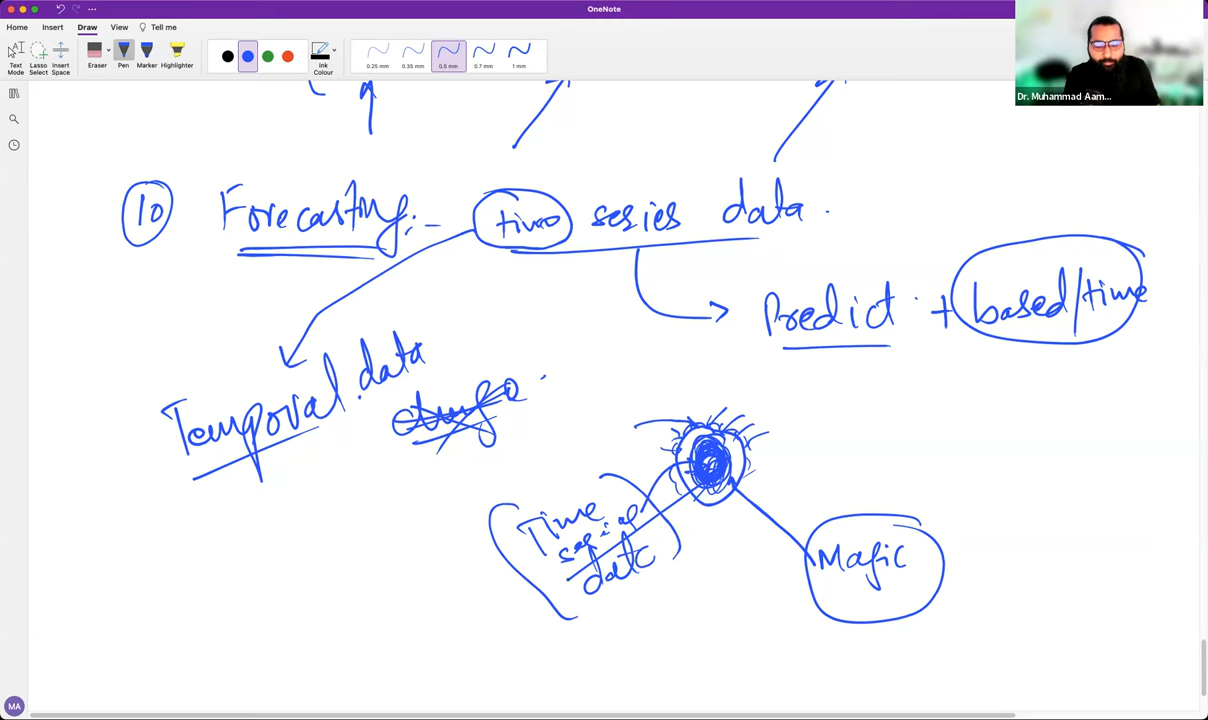 OneNote
Home Insert Draw View Tell me
Text Mode
Lasso Select
Insert Space
Eraser
Pen
Marker
Highlighter
Ink Colour
0.25 mm
0.35 mm
0.5 mm
0.7 mm
1 mm
Dr. Muhammad Aam...
10 Forecasting:- time series data.
Predict + based/time
Temporal data
Time
series
data
Magic
MA